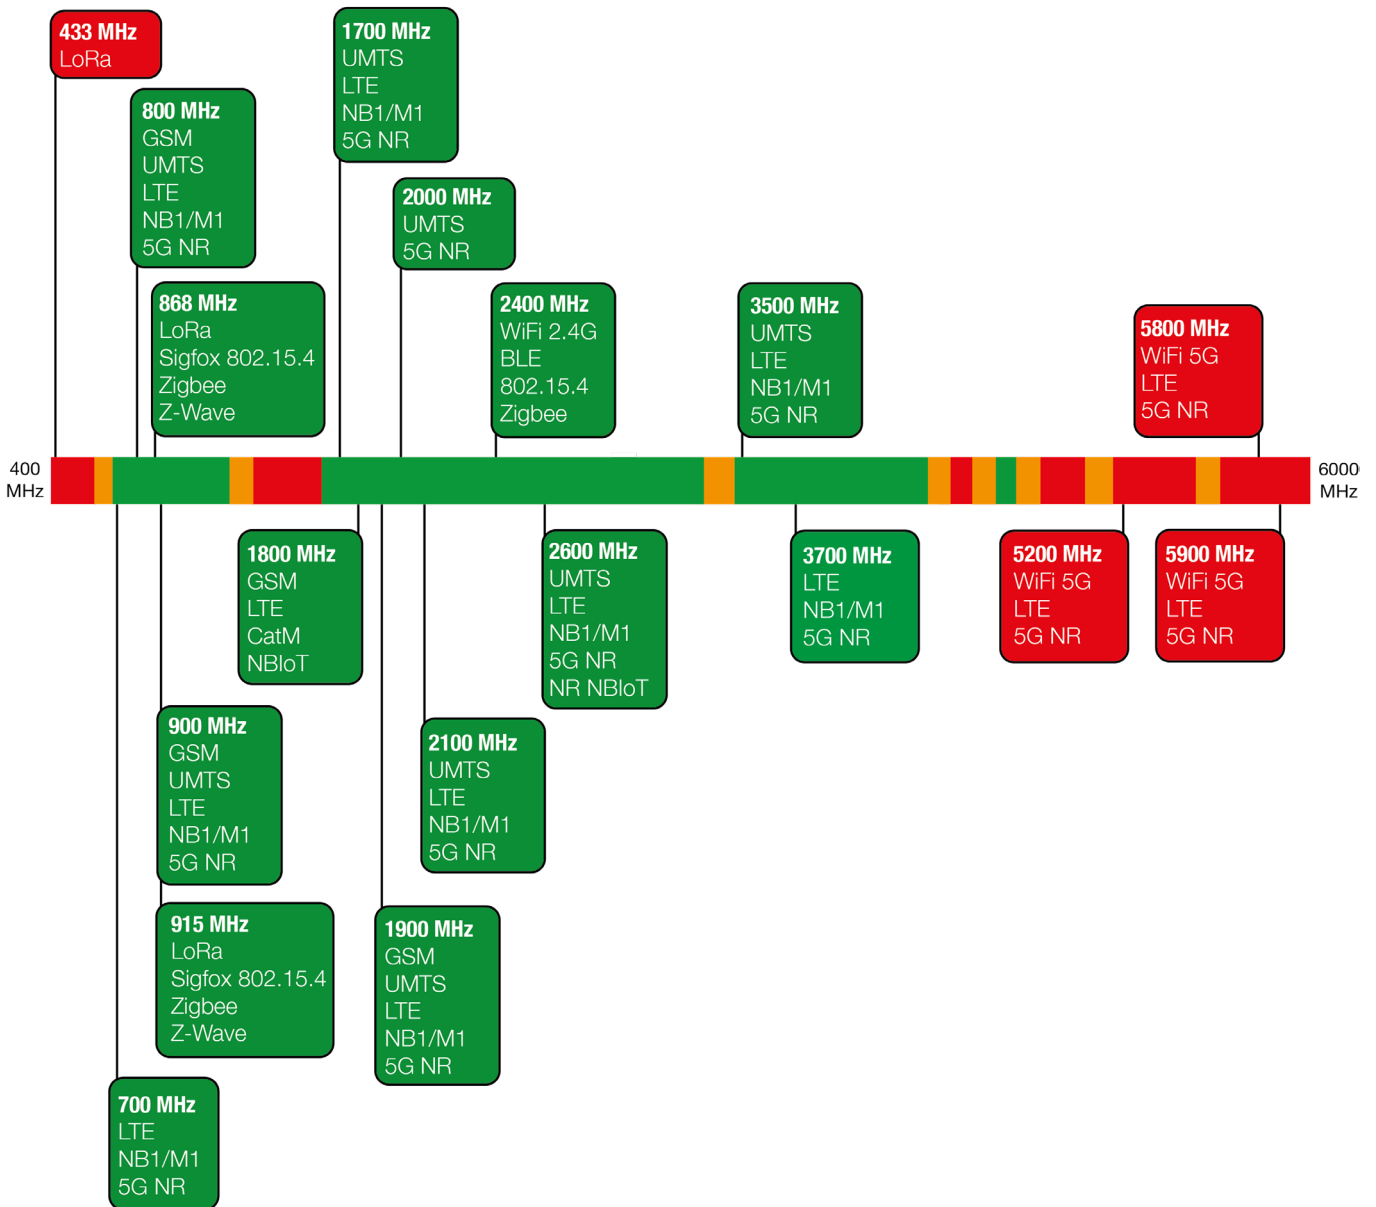 433 MHz
LoRa
1700 MHz
UMTS
LTE
NB1/M1
5G NR
800 MHz
GSM
UMTS
LTE
NB1/M1
5G NR
2000 MHz
UMTS
5G NR
868 MHz
LoRa
Sigfox 802.15.4
Zigbee
Z-Wave
2400 MHz
WiFi 2.4G
BLE
802.15.4
Zigbee
3500 MHz
UMTS
LTE
NB1/M1
5G NR
5800 MHz
WiFi 5G
LTE
5G NR
400
MHz
6000
MHz
1800 MHz
GSM
LTE
CatM
NBIoT
2600 MHz
UMTS
LTE
NB1/M1
5G NR
NR NBIoT
3700 MHz
LTE
NB1/M1
5G NR
5200 MHz
WiFi 5G
LTE
5G NR
5900 MHz
WiFi 5G
LTE
5G NR
900 MHz
GSM
UMTS
LTE
NB1/M1
5G NR
2100 MHz
UMTS
LTE
NB1/M1
5G NR
915 MHz
LoRa
Sigfox 802.15.4
Zigbee
Z-Wave
1900 MHz
GSM
UMTS
LTE
NB1/M1
5G NR
700 MHz
LTE
NB1/M1
5G NR